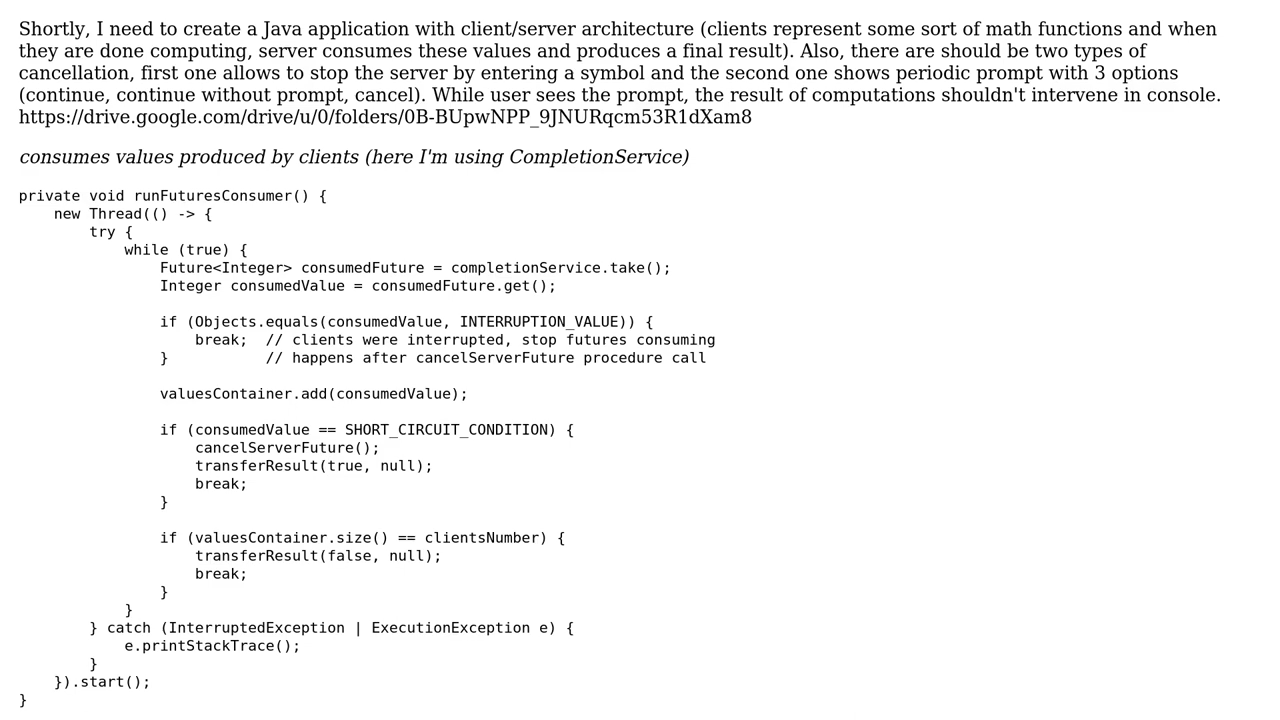 Shortly, I need to create a Java application with client/server architecture (clients represent some sort of math functions and when
they are done computing, server consumes these values and produces a final result). Also, there are should be two types of
cancellation, first one allows to stop the server by entering a symbol and the second one shows periodic prompt with 3 options
(continue, continue without prompt, cancel). While user sees the prompt, the result of computations shouldn't intervene in console.
https://drive.google.com/drive/u/0/folders/0B-BUpwNPP_9JNURqcm53R1dXam8
consumes values produced by clients (here I'm using CompletionService)
private void runFuturesConsumer() {
    new Thread(() -> {
        try {
            while (true) {
                Future<Integer> consumedFuture = completionService.take();
                Integer consumedValue = consumedFuture.get();

                if (Objects.equals(consumedValue, INTERRUPTION_VALUE)) {
                    break;  // clients were interrupted, stop futures consuming
                }           // happens after cancelServerFuture procedure call

                valuesContainer.add(consumedValue);

                if (consumedValue == SHORT_CIRCUIT_CONDITION) {
                    cancelServerFuture();
                    transferResult(true, null);
                    break;
                }

                if (valuesContainer.size() == clientsNumber) {
                    transferResult(false, null);
                    break;
                }
            }
        } catch (InterruptedException | ExecutionException e) {
            e.printStackTrace();
        }
    }).start();
}